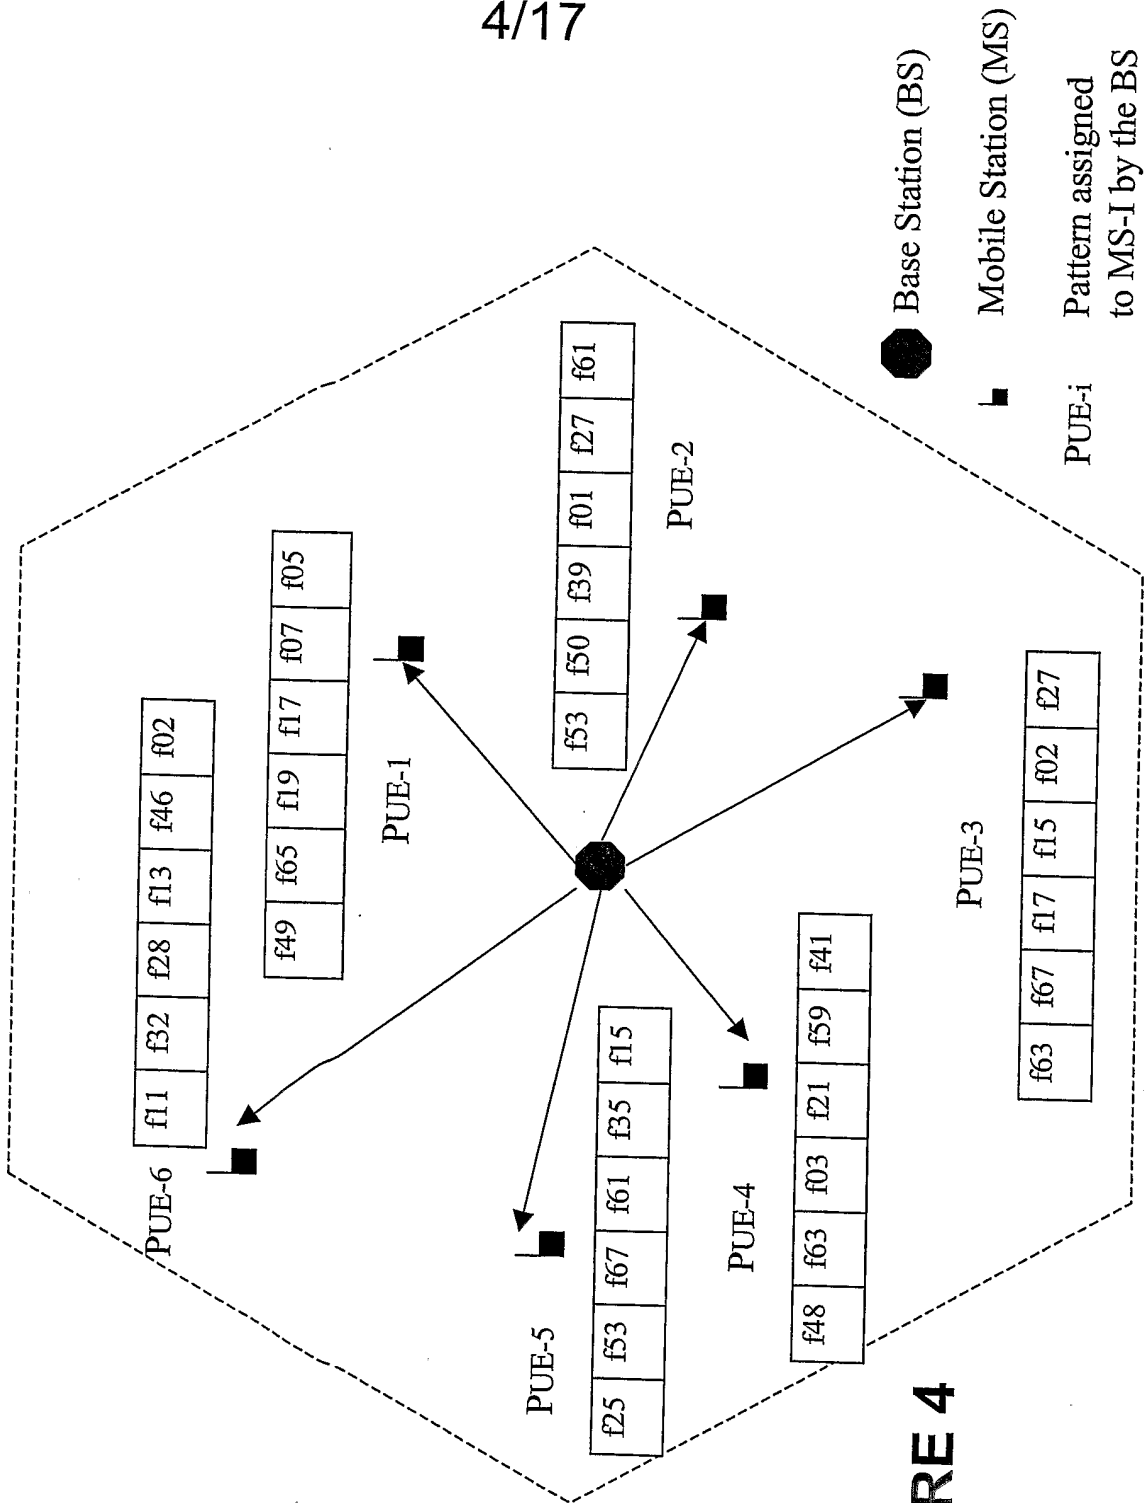 4/17
f11 f32 f28 f13 f46 f02
PUE-6
f49 f65 f19 f17 f07 f05
PUE-1
f53 f50 f39 f01 f27 f61
PUE-2
f25 f53 f67 f61 f35 f15
PUE-5
f48 f63 f03 f21 f59 f41
PUE-4
f63 f67 f17 f15 f02 f27
PUE-3
Base Station (BS)
Mobile Station (MS)
PUE-i Pattern assigned
to MS-I by the BS
RE 4